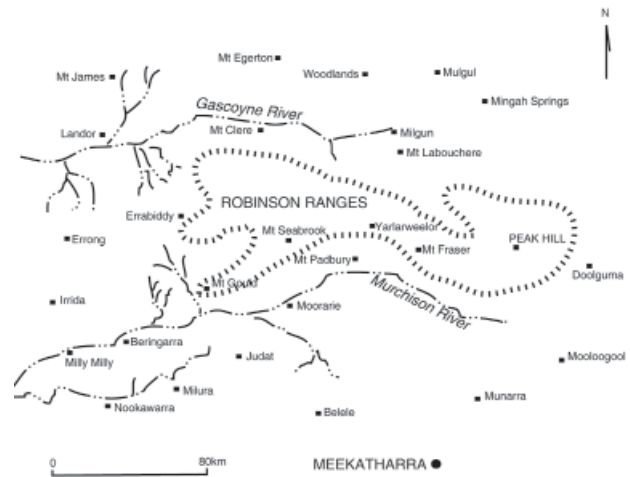 N
Mt Egerton
Woodlands
Mulgul
Mt James
Mingah Springs
Gascoyne River
Landor
Mt Clere
Milgun
Mt Labouchere
ROBINSON RANGES
Errabiddy
Yarlarweelor
Mt Seabrook
Errong
PEAK HILL
Mt Fraser
Mt Padbury
Doolguma
Mt Gould
Murchison River
Irrida
Moorarie
Beringarra
Milly Milly
Judat
Mooloogool
Milura
Munarra
Nookawarra
Belele
0 80km
MEEKATHARRA